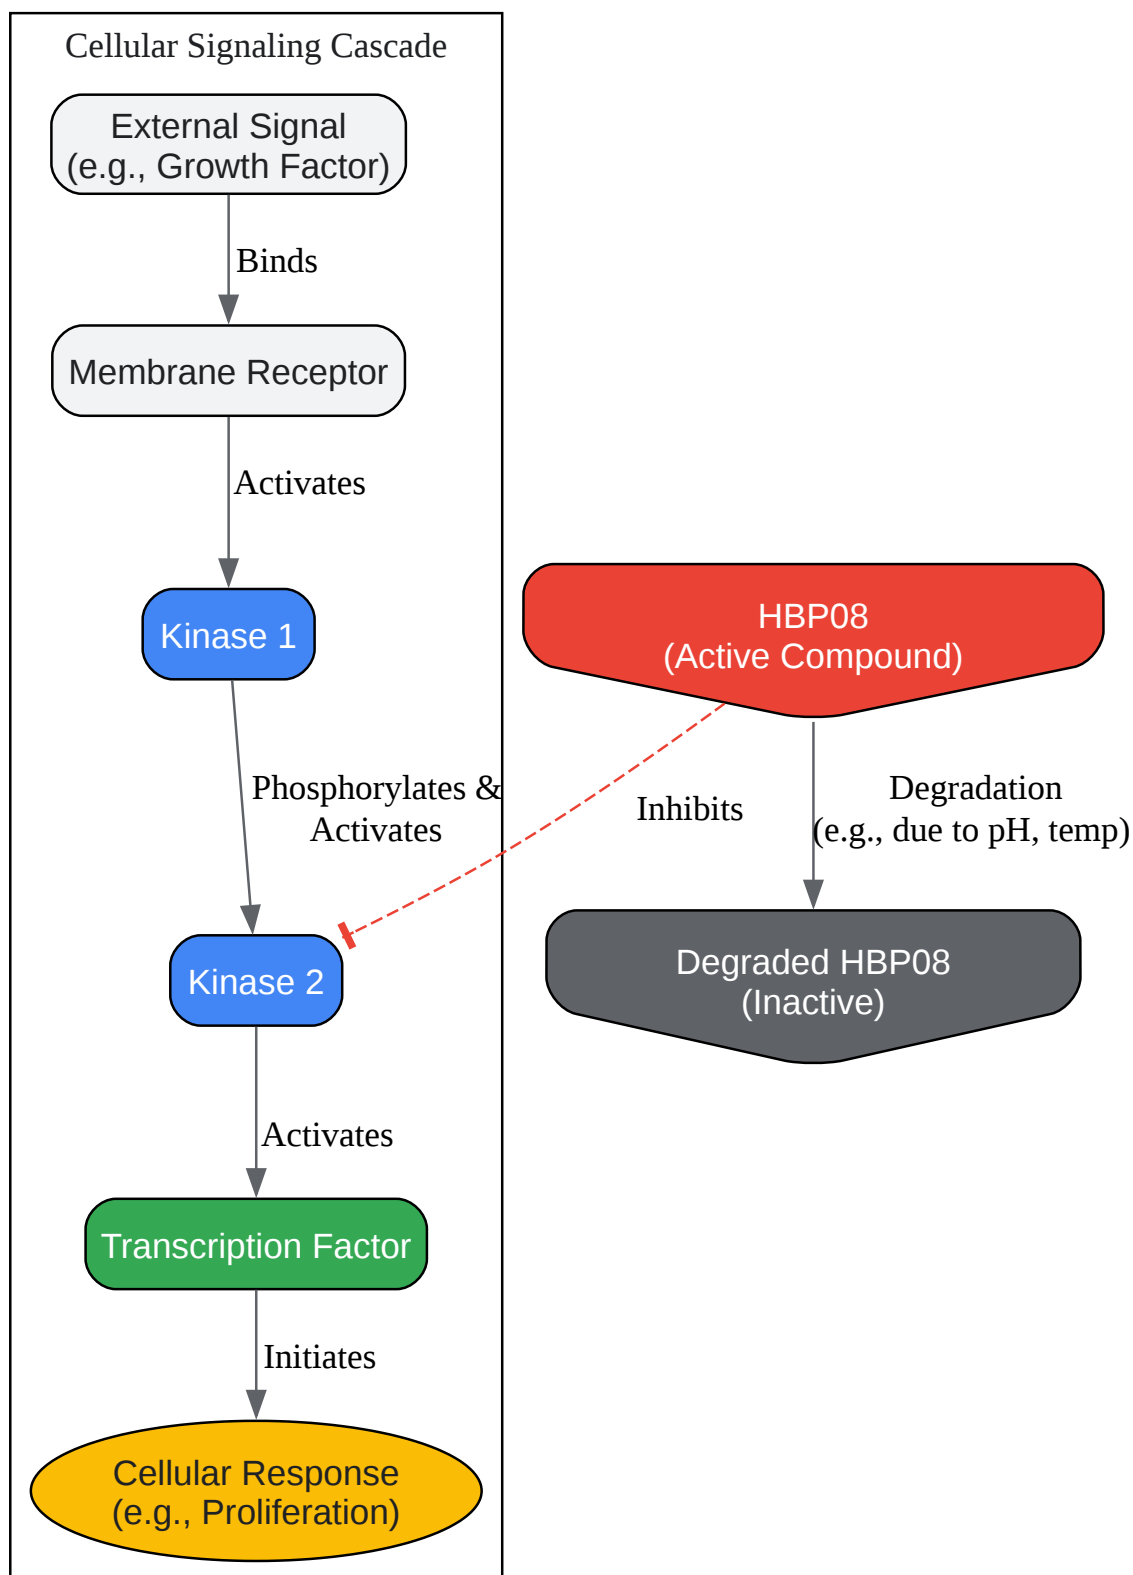 Cellular Signaling Cascade
External Signal
(e.g., Growth Factor)
Binds
Membrane Receptor
Activates
Kinase 1
Phosphorylates &
Activates
Kinase 2
Activates
Transcription Factor
Initiates
Cellular Response
(e.g., Proliferation)
HBP08
(Active Compound)
Inhibits
Degradation
(e.g., due to pH, temp)
Degraded HBP08
(Inactive)